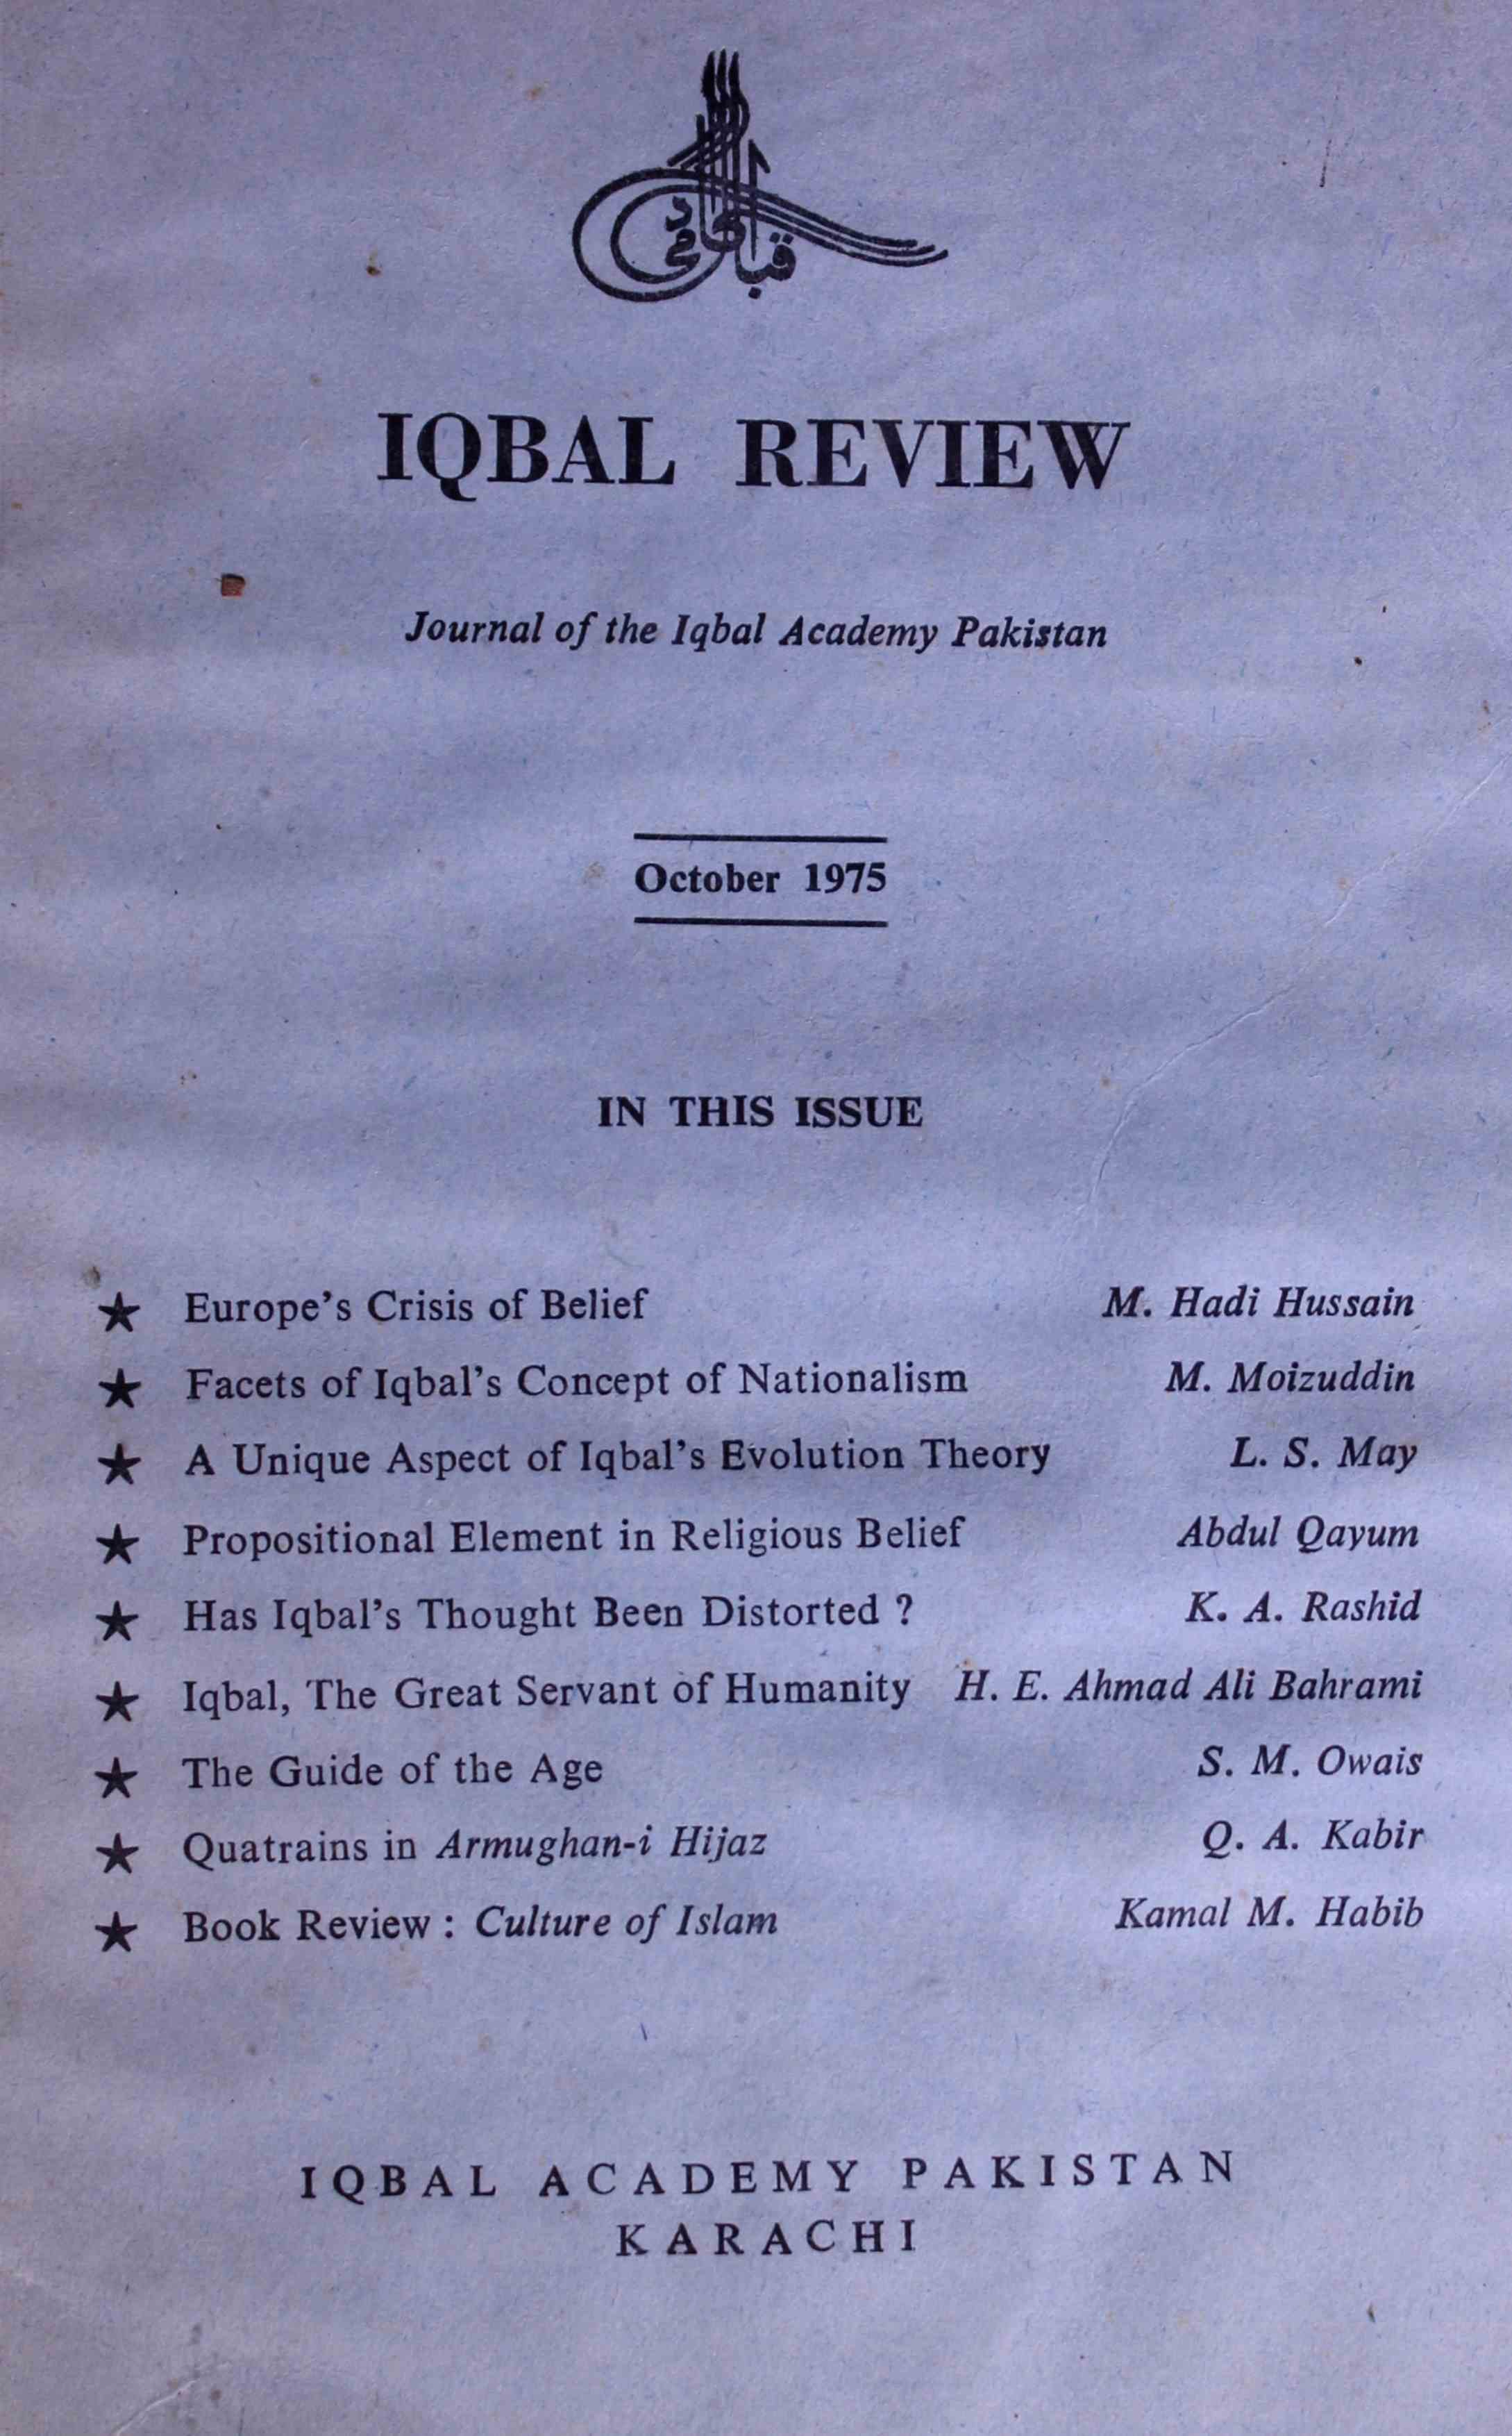 IQBAL REVIEW
Journal of the Iqbal Academy Pakistan
October 1975
IN THIS ISSUE
★ Europe's Crisis of Belief M. Hadi Hussain
★ Facets of Iqbal's Concept of Nationalism M. Moizuddin
★ A Unique Aspect of Iqbal's Evolution Theory L. S. May
★ Propositional Element in Religious Belief Abdul Qayum
★ Has Iqbal's Thought Been Distorted ? K. A. Rashid
★ Iqbal, The Great Servant of Humanity H. E. Ahmad Ali Bahrami
★ The Guide of the Age S. M. Owais
★ Quatrains in Armughan-i Hijaz Q. A. Kabir
★ Book Review : Culture of Islam Kamal M. Habib
IQBAL ACADEMY PAKISTAN
KARACHI